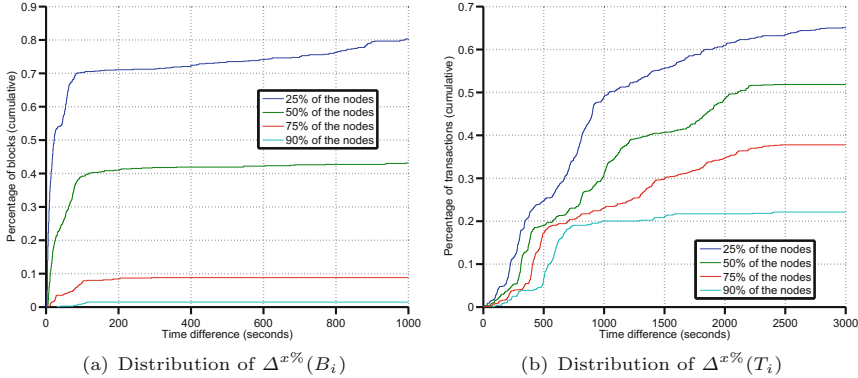 0.9
0.8
0.7
0.6
0.5
0.4
0.3
0.2
0.1
0
Percentage of blocks (cumulative)
25% of the nodes
50% of the nodes
75% of the nodes
90% of the nodes
0 200 400 600 800 1000
Time difference (seconds)
(a) Distribution of Δ^{x%}(B_i)
0.7
0.6
0.5
0.4
0.3
0.2
0.1
0
Percentage of transactions (cumulative)
25% of the nodes
50% of the nodes
75% of the nodes
90% of the nodes
0 500 1000 1500 2000 2500 3000
Time difference (seconds)
(b) Distribution of Δ^{x%}(T_i)